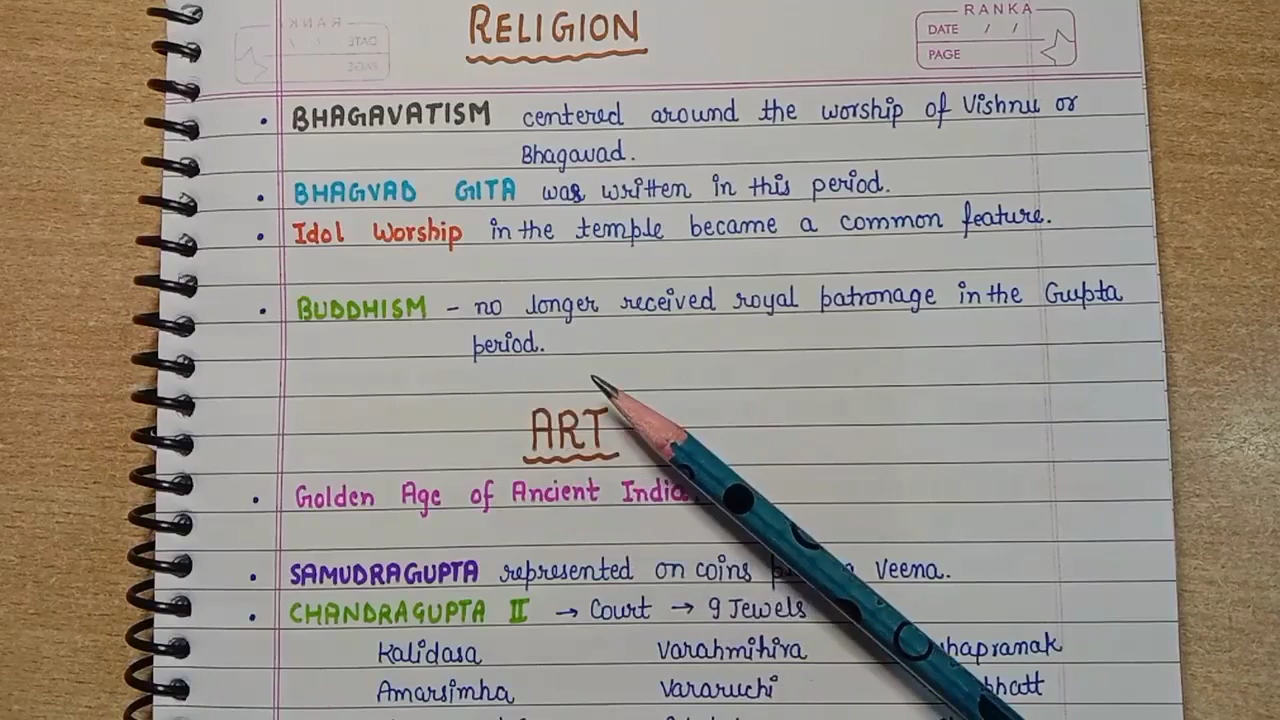 RELIGION
RANKA
DATE / /
PAGE
• BHAGAVATISM centered around the worship of Vishnu or
Bhagavad.
• BHAGVAD GITA was written in this period.
• Idol Worship in the temple became a common feature.
• BUDDHISM - no longer received royal patronage in the Gupta
period.
ART
• Golden Age of Ancient India.
• SAMUDRAGUPTA represented on coins Veena.
• CHANDRAGUPTA II → Court → 9 Jewels
Kalidasa Varahmihira hapranak
Amarsimha Vararuchi bhatt